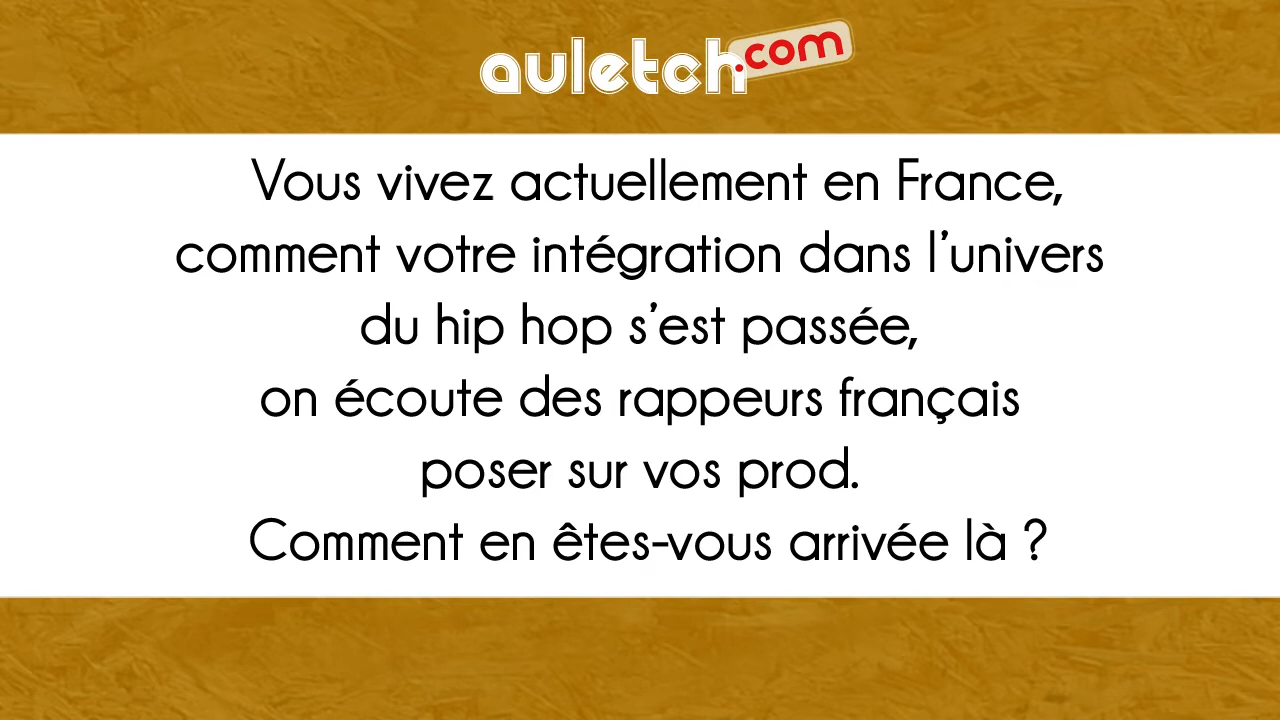 auletch.com
Vous vivez actuellement en France,
comment votre intégration dans l’univers
du hip hop s’est passée,
on écoute des rappeurs français
poser sur vos prod.
Comment en êtes-vous arrivée là ?